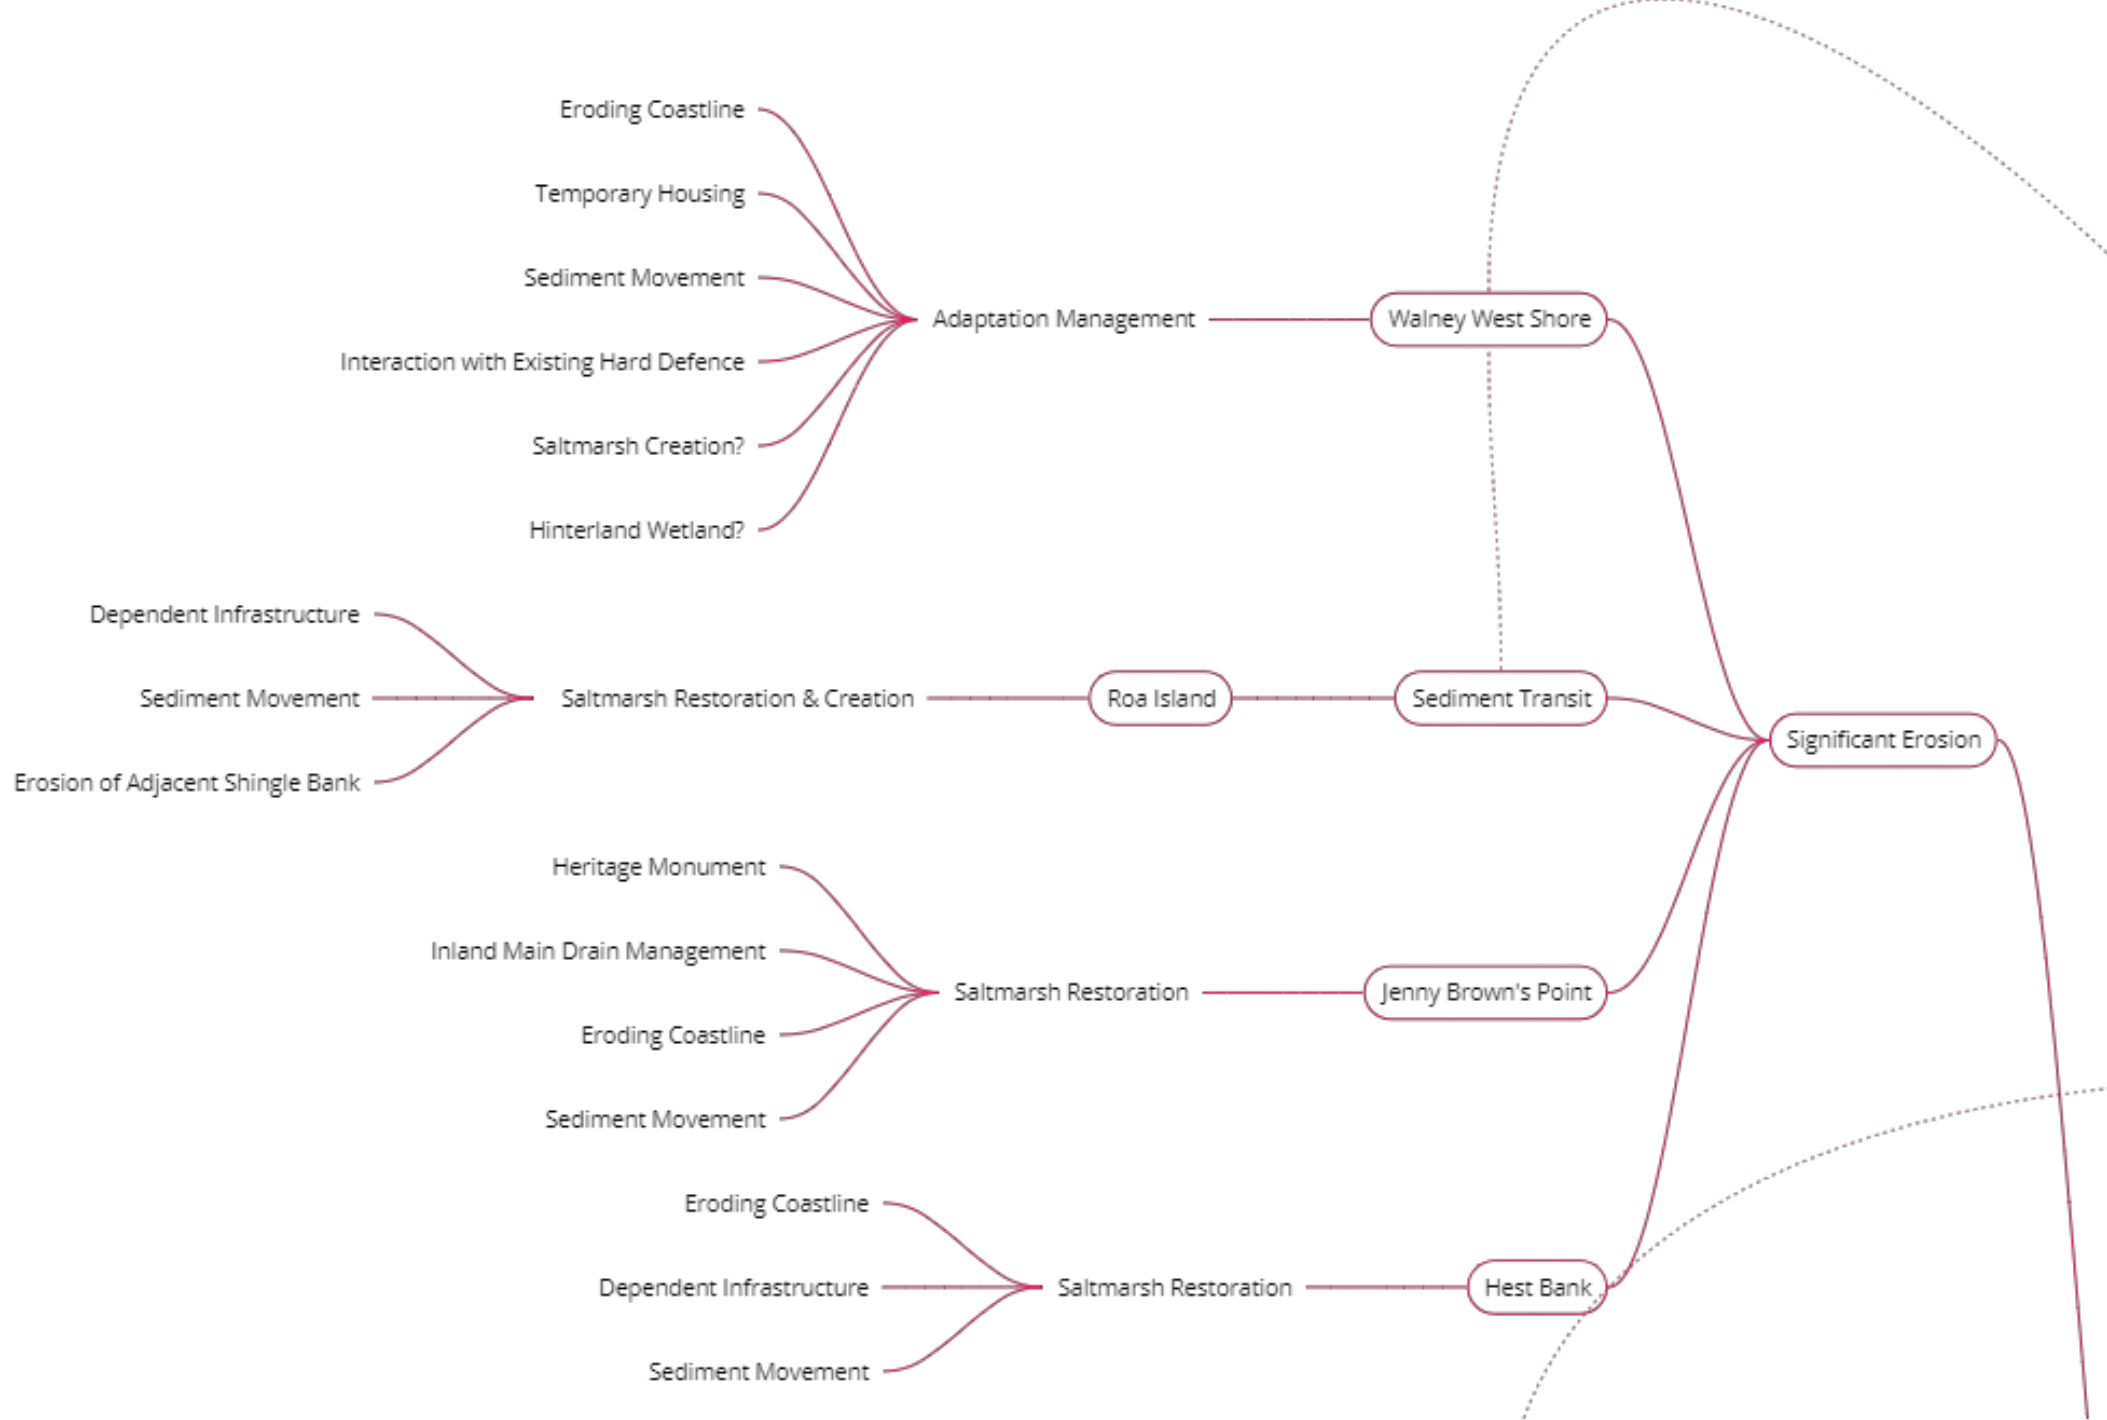 Eroding Coastline
Temporary Housing
Sediment Movement
Adaptation Management
Walney West Shore
Interaction with Existing Hard Defence
Saltmarsh Creation?
Hinterland Wetland?
Dependent Infrastructure
Sediment Movement
Saltmarsh Restoration & Creation
Roa Island
Sediment Transit
Significant Erosion
Erosion of Adjacent Shingle Bank
Heritage Monument
Inland Main Drain Management
Saltmarsh Restoration
Jenny Brown's Point
Eroding Coastline
Sediment Movement
Eroding Coastline
Dependent Infrastructure
Saltmarsh Restoration
Hest Bank
Sediment Movement